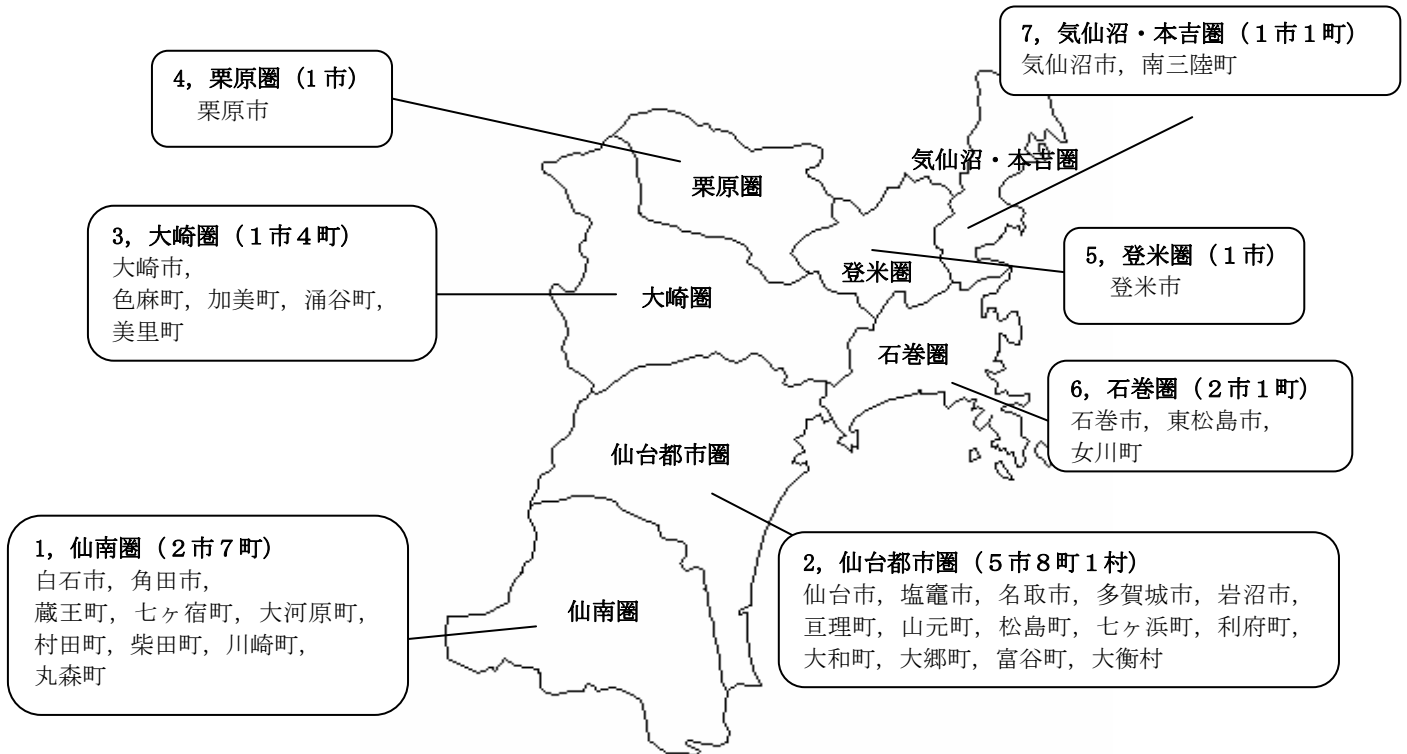 7, 気仙沼・本吉圏（１市１町）
気仙沼市, 南三陸町
4, 栗原圏（1 市）
栗原市
気仙沼・本吉圏
栗原圏
3, 大崎圏（１市４町）
大崎市,
色麻町, 加美町, 涌谷町,
美里町
5, 登米圏（１市）
登米市
登米圏
大崎圏
石巻圏
6, 石巻圏（２市１町）
石巻市, 東松島市,
女川町
仙台都市圏
1, 仙南圏（２市７町）
白石市, 角田市,
蔵王町, 七ヶ宿町, 大河原町,
村田町, 柴田町, 川崎町,
丸森町
仙南圏
2, 仙台都市圏（５市８町１村）
仙台市, 塩竈市, 名取市, 多賀城市, 岩沼市,
亘理町, 山元町, 松島町, 七ヶ浜町, 利府町,
大和町, 大郷町, 富谷町, 大衡村